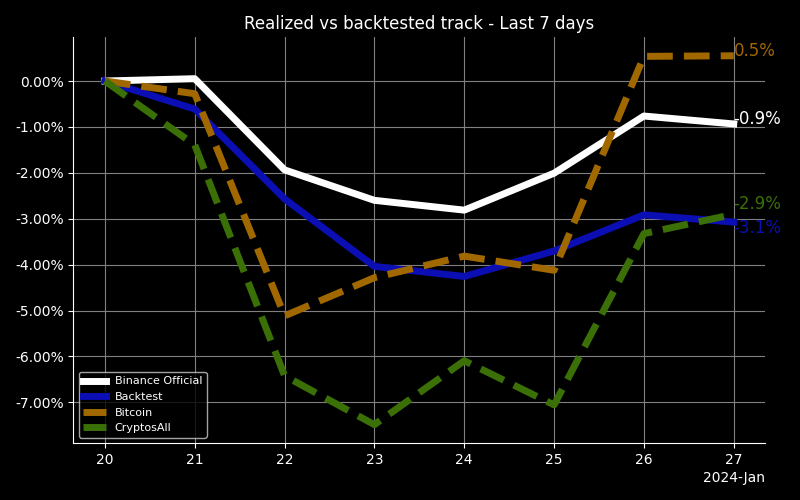 Realized vs backtested track - Last 7 days
0.00%
-1.00%
-2.00%
-3.00%
-4.00%
-5.00%
-6.00%
-7.00%
0.5%
-0.9%
-2.9%
-3.1%
Binance Official
Backtest
Bitcoin
CryptosAll
20 21 22 23 24 25 26 27
2024-Jan